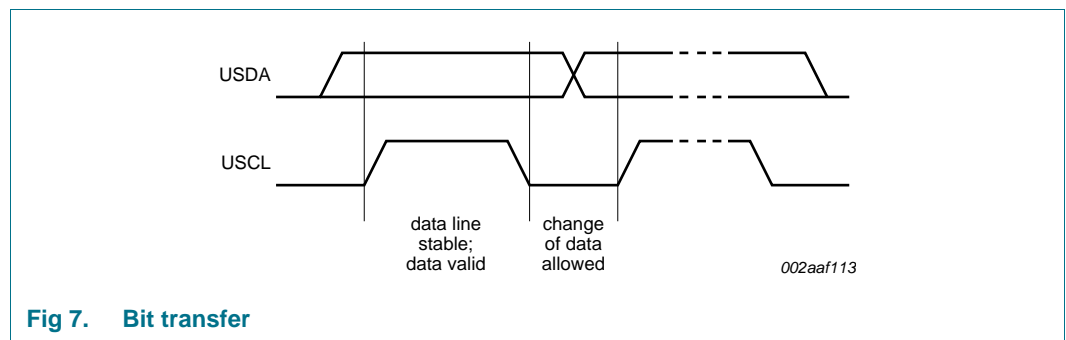 USDA
USCL
data line
stable;
data valid
change
of data
allowed
002aaf113
Fig 7. Bit transfer